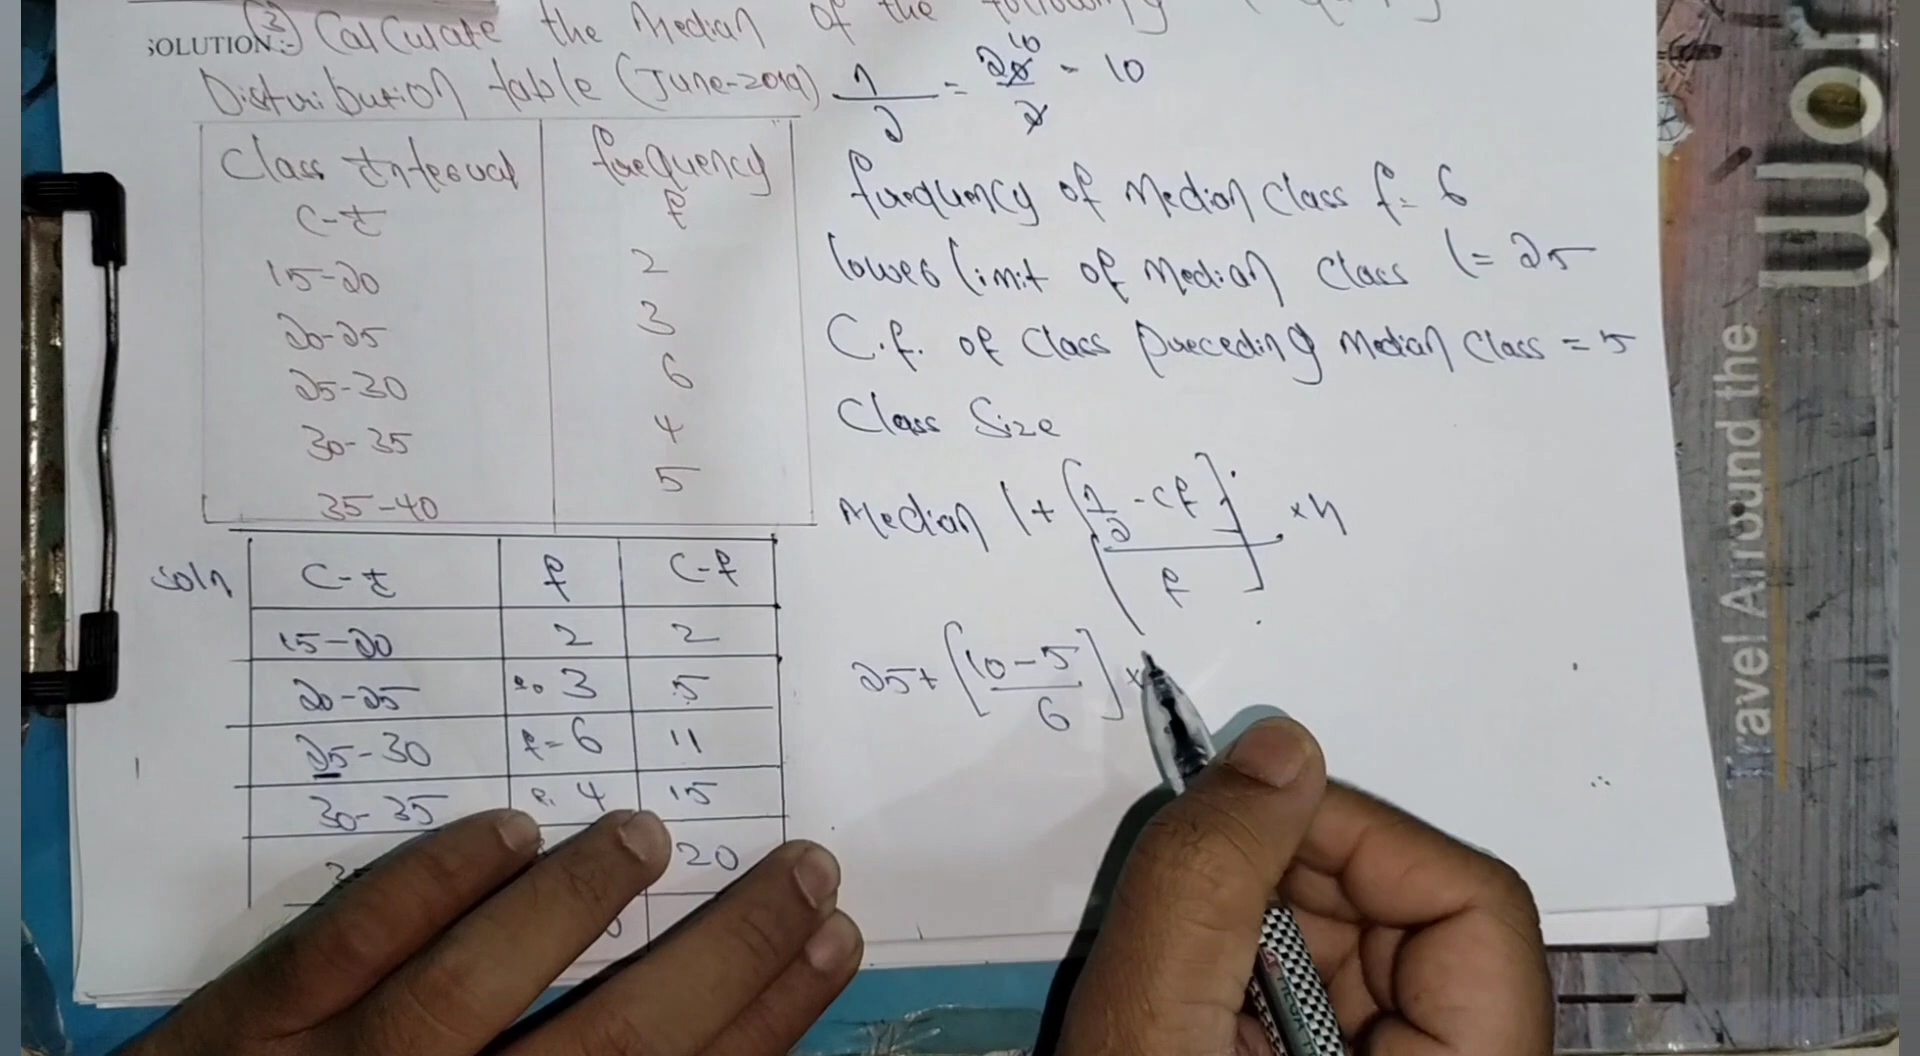 SOLUTION:-
(3) Calculate the Median of the following
Distribution table (June-2019)
Class Interval C-I | frequency f
15-20 | 2
20-25 | 3
25-30 | 6
30-35 | 4
35-40 | 5
Soln
C-I | f | C-f
15-20 | 2 | 2
20-25 | 3 | 5
25-30 | f=6 | 11
30-35 | 4 | 15
20
n/2 = 20/2 = 10 10
frequency of Median class f= 6
lower limit of Median class l= 25
C.f. of class preceding Median class = 5
Class Size
Median l + [n/2 - cf / f] × h
25 + [10-5 / 6] ×
Travel Arround the
Wor